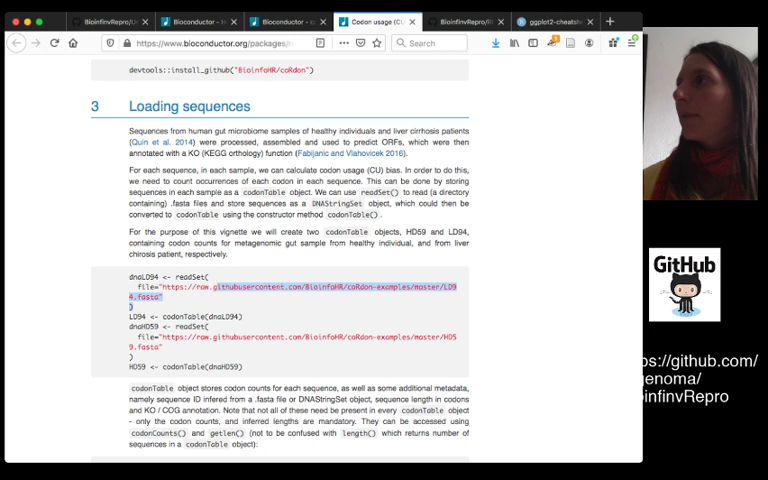 BioinfinvRepro/U
Bioconductor - H
Bioconductor - c
Codon usage (CU)
BioinfinvRepro/
ggplot2-cheatsh
https://www.bioconductor.org/packages/
Search
devtools::install_github("BioinfoHR/coRdon")
3 Loading sequences
Sequences from human gut microbiome samples of healthy individuals and liver cirrhosis patients
(Quin et al. 2014) were processed, assembled and used to predict ORFs, which were then
annotated with a KO (KEGG orthology) function (Fabijanic and Vlahovicek 2016).
For each sequence, in each sample, we can calculate codon usage (CU) bias. In order to do this,
we need to count occurrences of each codon in each sequence. This can be done by storing
sequences in each sample as a codonTable object. We can use readSet() to read (a directory
containing) .fasta files and store sequences as a DNAStringSet object, which could then be
converted to codonTable using the constructor method codonTable().
For the purpose of this vignette we will create two codonTable objects, HD59 and LD94,
containing codon counts for metagenomic gut sample from healthy individual, and from liver
chirosis patient, respectively.
dnaLD94 <- readSet(
file="https://raw.githubusercontent.com/BioinfoHR/coRdon-examples/master/LD9
4.fasta"
)
LD94 <- codonTable(dnaLD94)
dnaHD59 <- readSet(
file="https://raw.githubusercontent.com/BioinfoHR/coRdon-examples/master/HD5
9.fasta"
)
HD59 <- codonTable(dnaHD59)
codonTable object stores codon counts for each sequence, as well as some additional metadata,
namely sequence ID infered from a .fasta file or DNAStringSet object, sequence length in codons
and KO / COG annotation. Note that not all of these need be present in every codonTable object
- only the codon counts, and inferred lengths are mandatory. They can be accessed using
codonCounts() and getlen() (not to be confused with length() which returns number of
sequences in a codonTable object):
GitHub
ps://github.com/
genoma/
oinfinvRepro